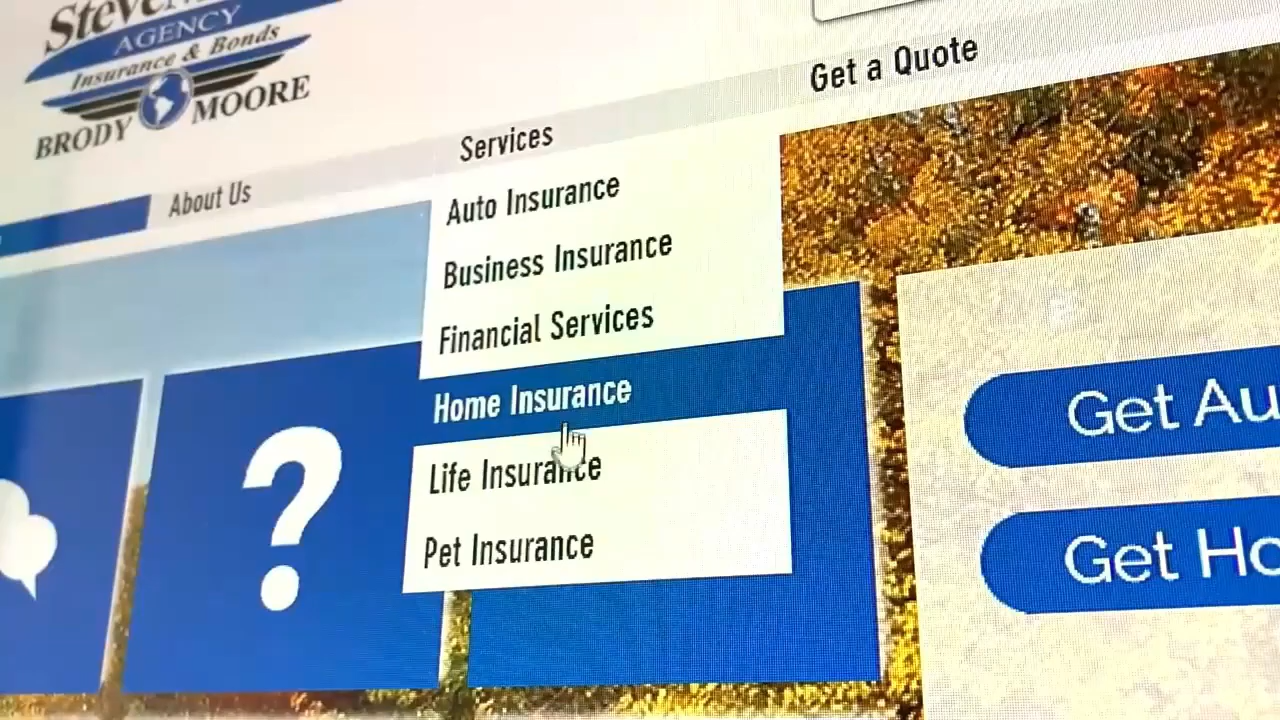 AGENCY
Insurance & Bonds
BRODY MOORE
Get a Quote
Services
About Us
Auto Insurance
Business Insurance
Financial Services
Home Insurance
Life Insurance
Pet Insurance
?
Get Au
Get Ho